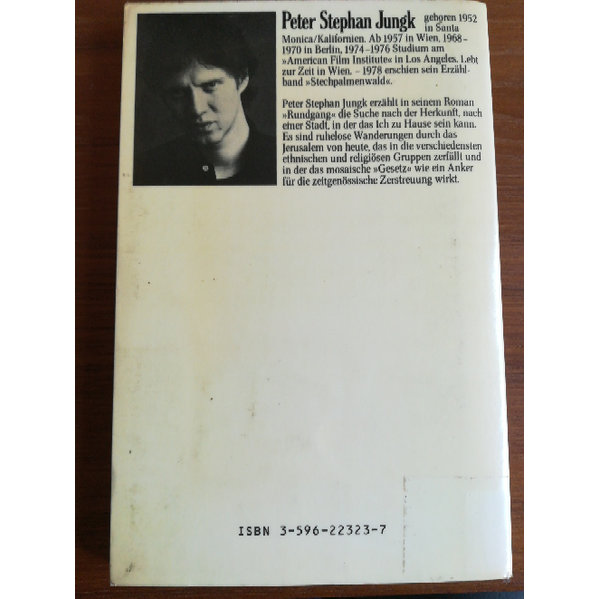 Peter Stephan Jungk geboren 1952
in Santa
Monica/Kalifornien. Ab 1957 in Wien, 1968–
1970 in Berlin, 1974–1976 Studium am
»American Film Institute« in Los Angeles. Lebt
zur Zeit in Wien. – 1978 erschien sein Erzähl-
band »Stechpalmenwald«.
Peter Stephan Jungk erzählt in seinem Roman
»Rundgang« die Suche nach der Herkunft, nach
einer Stadt, in der das Ich zu Hause sein kann.
Es sind ruhelose Wanderungen durch das
Jerusalem von heute, das in die verschiedensten
ethnischen und religiösen Gruppen zerfällt und
in der das mosaische »Gesetz« wie ein Anker
für die zeitgenössische Zerstreuung wirkt.
ISBN 3-596-22323-7